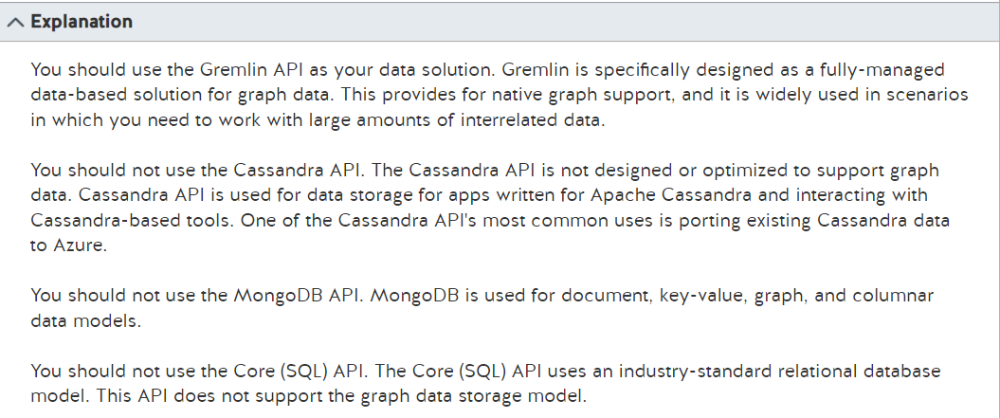 Explanation
You should use the Gremlin API as your data solution. Gremlin is specifically designed as a fully-managed
data-based solution for graph data. This provides for native graph support, and it is widely used in scenarios
in which you need to work with large amounts of interrelated data.
You should not use the Cassandra API. The Cassandra API is not designed or optimized to support graph
data. Cassandra API is used for data storage for apps written for Apache Cassandra and interacting with
Cassandra-based tools. One of the Cassandra API's most common uses is porting existing Cassandra data
to Azure.
You should not use the MongoDB API. MongoDB is used for document, key-value, graph, and columnar
data models.
You should not use the Core (SQL) API. The Core (SQL) API uses an industry-standard relational database
model. This API does not support the graph data storage model.